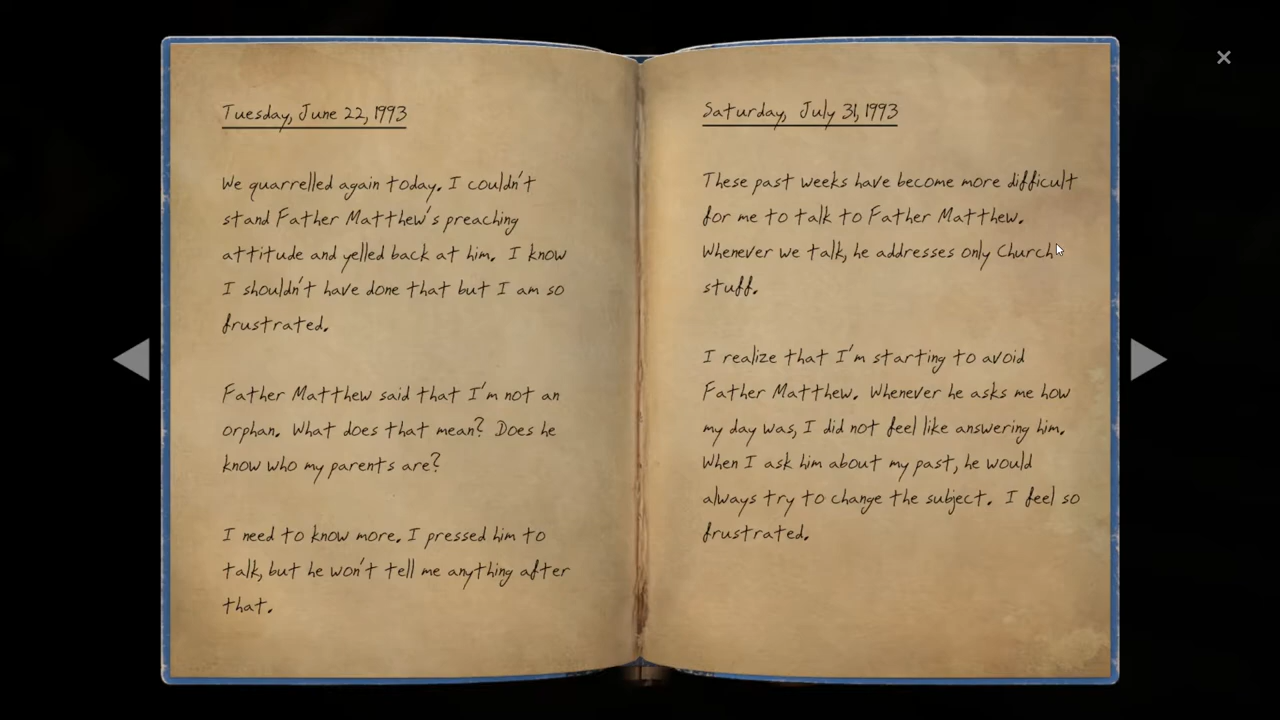 Tuesday, June 22, 1993
We quarrelled again today. I couldn't
stand Father Matthew's preaching
attitude and yelled back at him. I know
I shouldn't have done that but I am so
frustrated.
Father Matthew said that I'm not an
orphan. What does that mean? Does he
know who my parents are?
I need to know more. I pressed him to
talk, but he won't tell me anything after
that.
Saturday, July 31, 1993
These past weeks have become more difficult
for me to talk to Father Matthew.
Whenever we talk, he addresses only Church
stuff.
I realize that I'm starting to avoid
Father Matthew. Whenever he asks me how
my day was, I did not feel like answering him.
When I ask him about my past, he would
always try to change the subject. I feel so
frustrated.